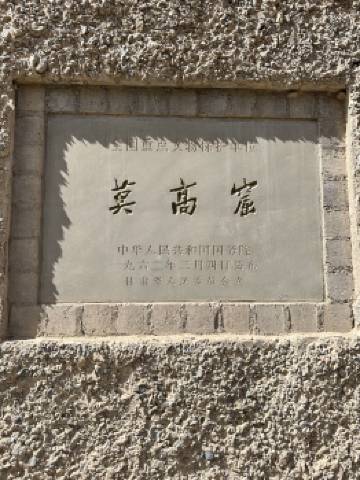 全国重点文物保护单位
莫高窟
中华人民共和国国务院
一九六一年三月四日公布
甘肃省人民委员会立